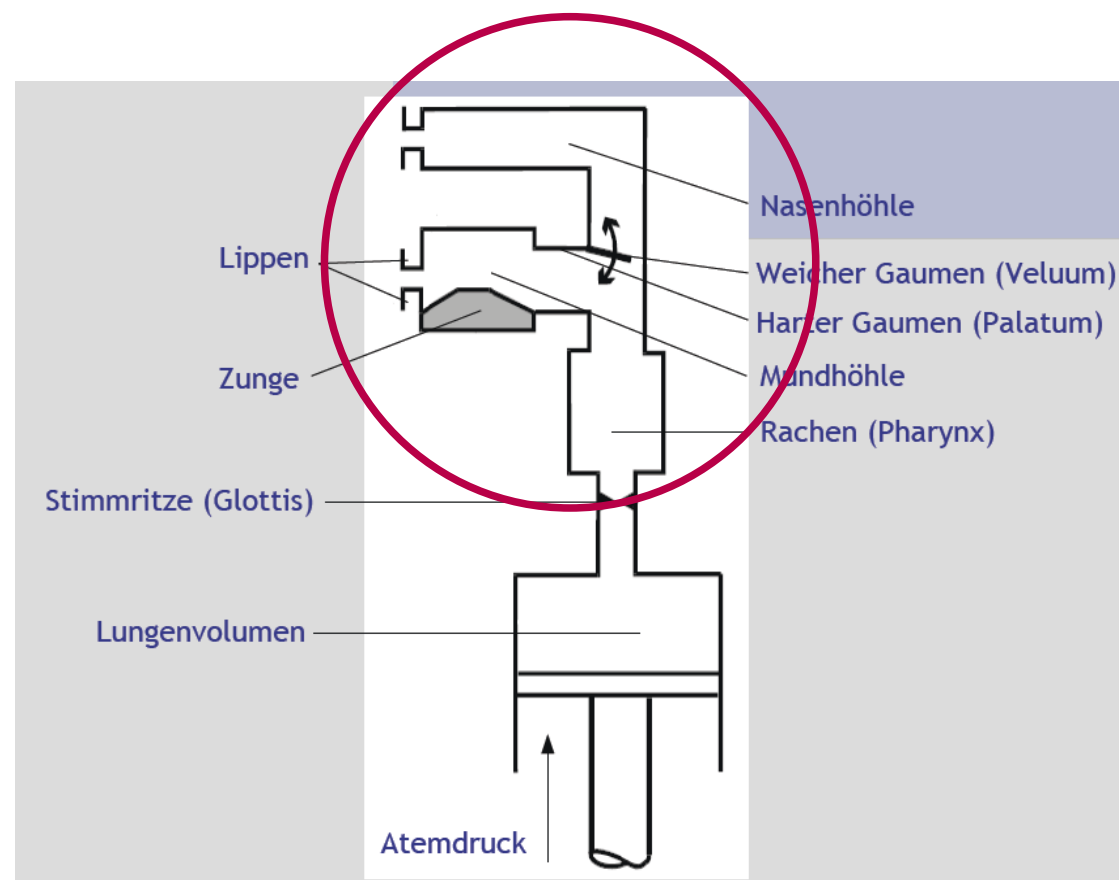 Nasenhöhle
Lippen
Weicher Gaumen (Veluum)
Harter Gaumen (Palatum)
Zunge
Mundhöhle
Rachen (Pharynx)
Stimmritze (Glottis)
Lungenvolumen
Atemdruck